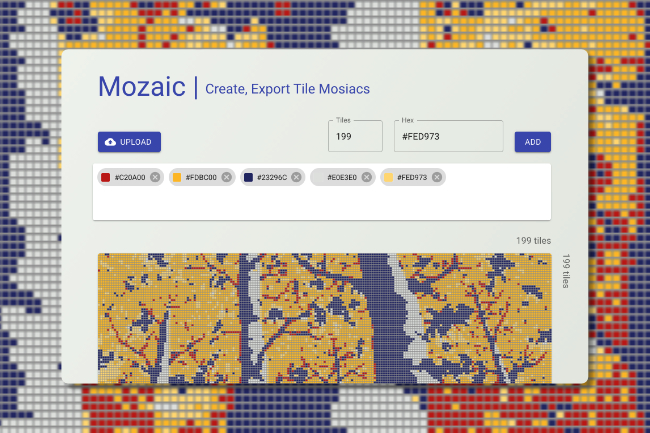 Mozaic | Create, Export Tile Mosiacs
Tiles
Hex
UPLOAD
199
#FED973
ADD
#C20A00
#FDBC00
#23296C
#E0E3E0
#FED973
199 tiles
199 tiles